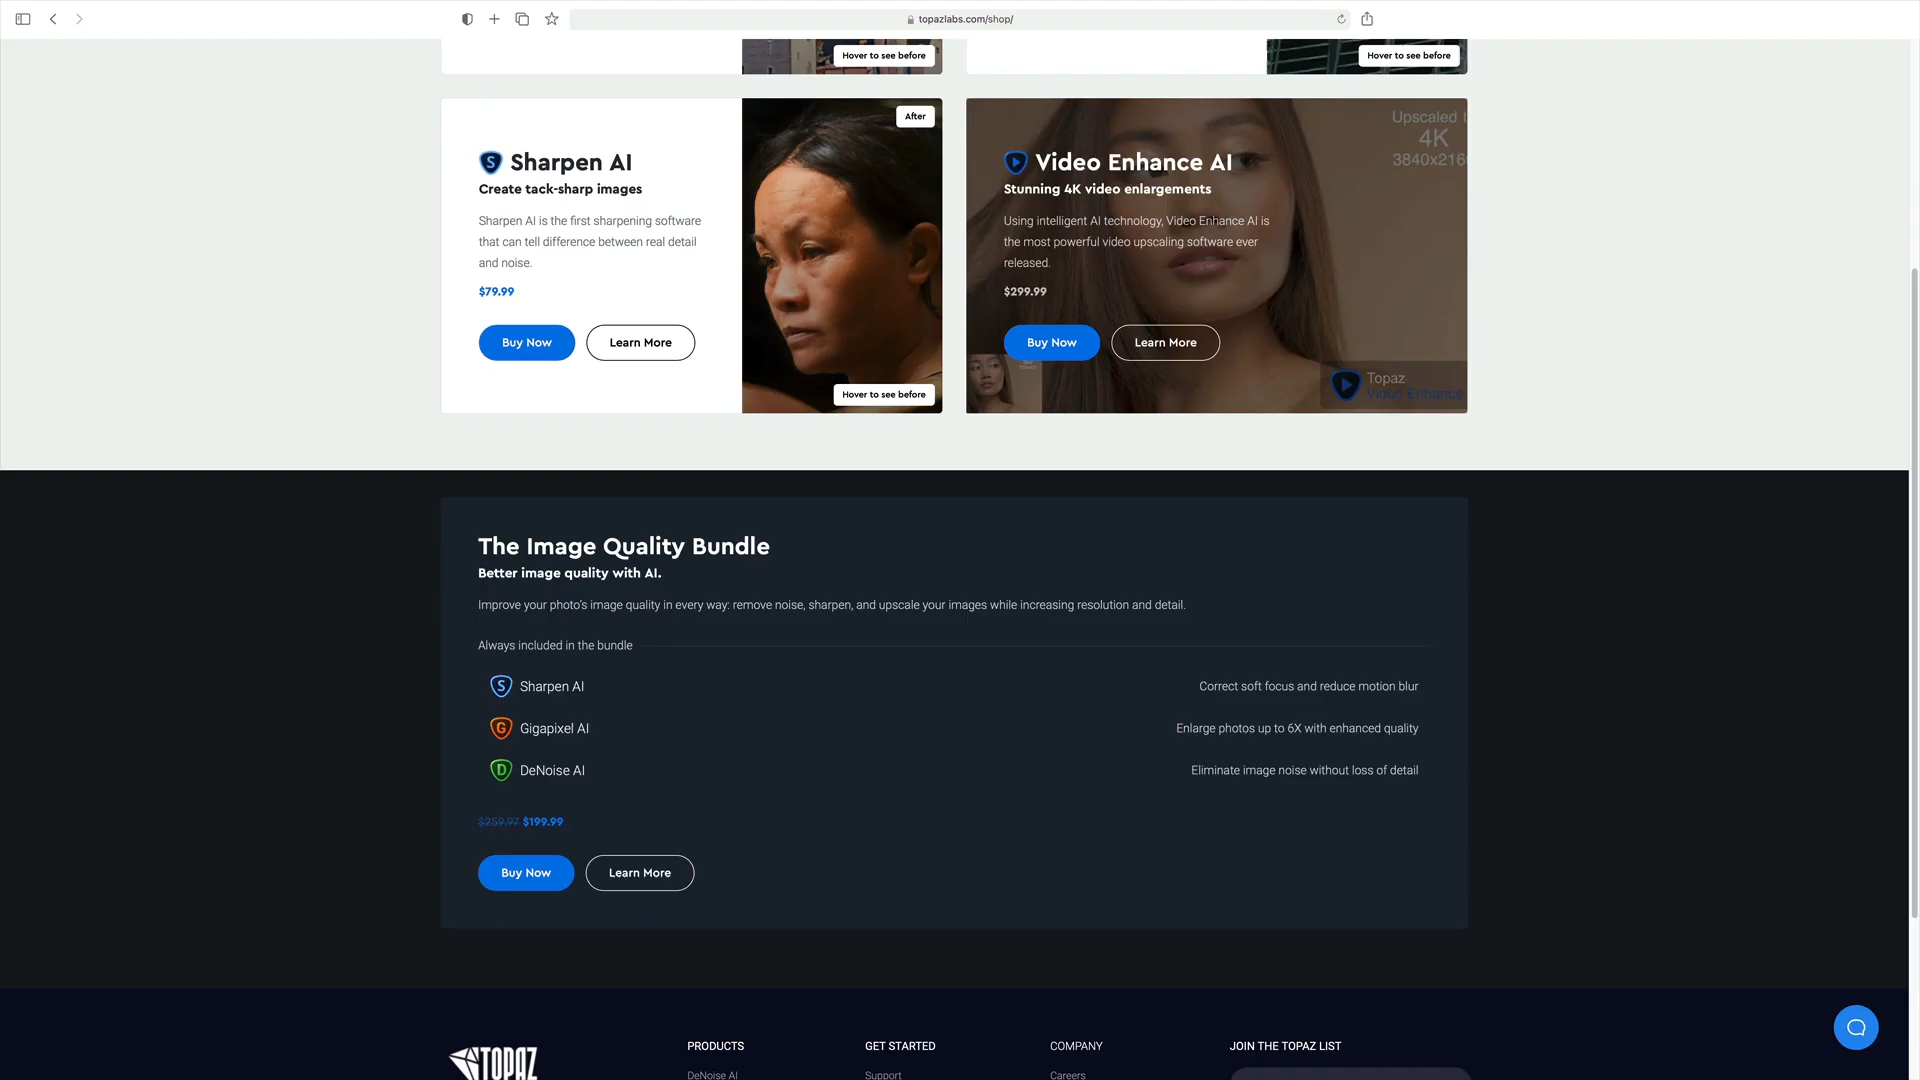 topazlabs.com/shop/
Hover to see before
Hover to see before
After
Sharpen AI
Create tack-sharp images
Sharpen AI is the first sharpening software
that can tell difference between real detail
and noise.
$79.99
Buy Now
Learn More
Hover to see before
Upscaled t
4K
3840x216
Video Enhance AI
Stunning 4K video enlargements
Using intelligent AI technology, Video Enhance AI is
the most powerful video upscaling software ever
released.
$299.99
Buy Now
Learn More
Topaz
Video Enhance
The Image Quality Bundle
Better image quality with AI.
Improve your photo's image quality in every way: remove noise, sharpen, and upscale your images while increasing resolution and detail.
Always included in the bundle
S Sharpen AI Correct soft focus and reduce motion blur
G Gigapixel AI Enlarge photos up to 6X with enhanced quality
D DeNoise AI Eliminate image noise without loss of detail
$259.97 $199.99
Buy Now
Learn More
TOPAZ
PRODUCTS
DeNoise AI
GET STARTED
Support
COMPANY
Careers
JOIN THE TOPAZ LIST